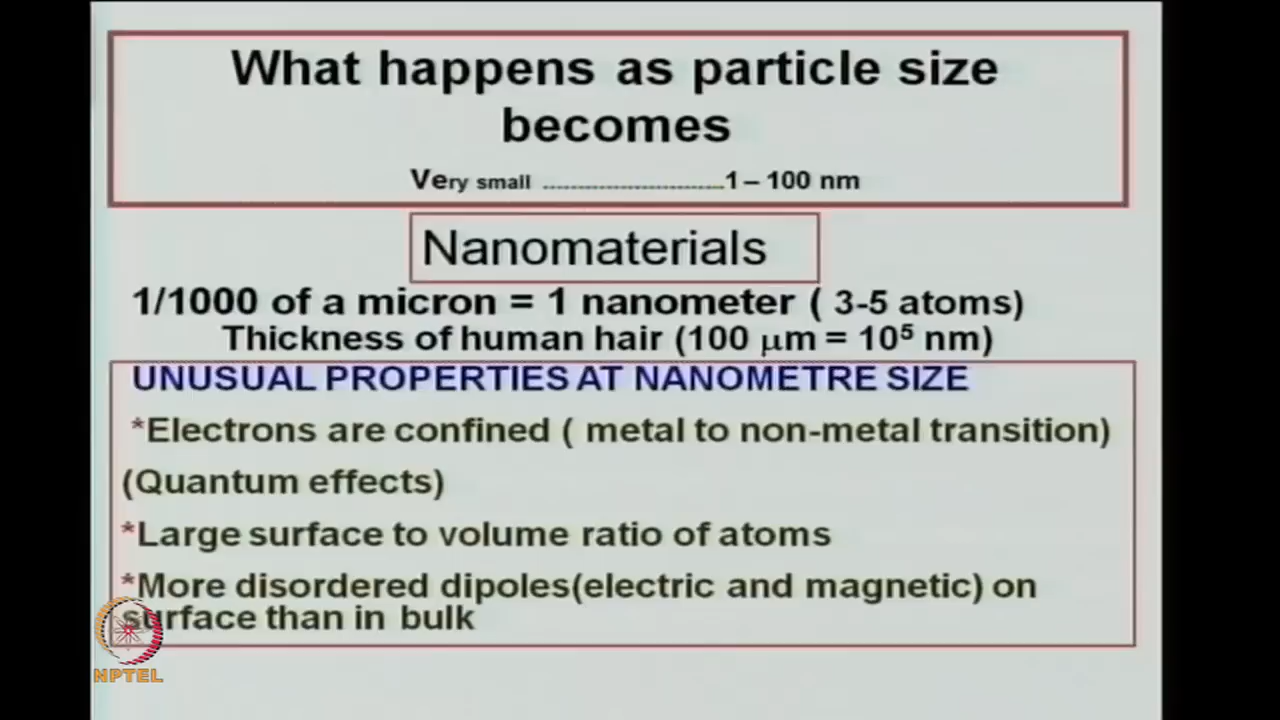 What happens as particle size
becomes
Very small ............................1 – 100 nm
Nanomaterials
1/1000 of a micron = 1 nanometer ( 3-5 atoms)
Thickness of human hair (100 μm = 10⁵ nm)
UNUSUAL PROPERTIES AT NANOMETRE SIZE
*Electrons are confined ( metal to non-metal transition)
(Quantum effects)
*Large surface to volume ratio of atoms
*More disordered dipoles(electric and magnetic) on
surface than in bulk
NPTEL